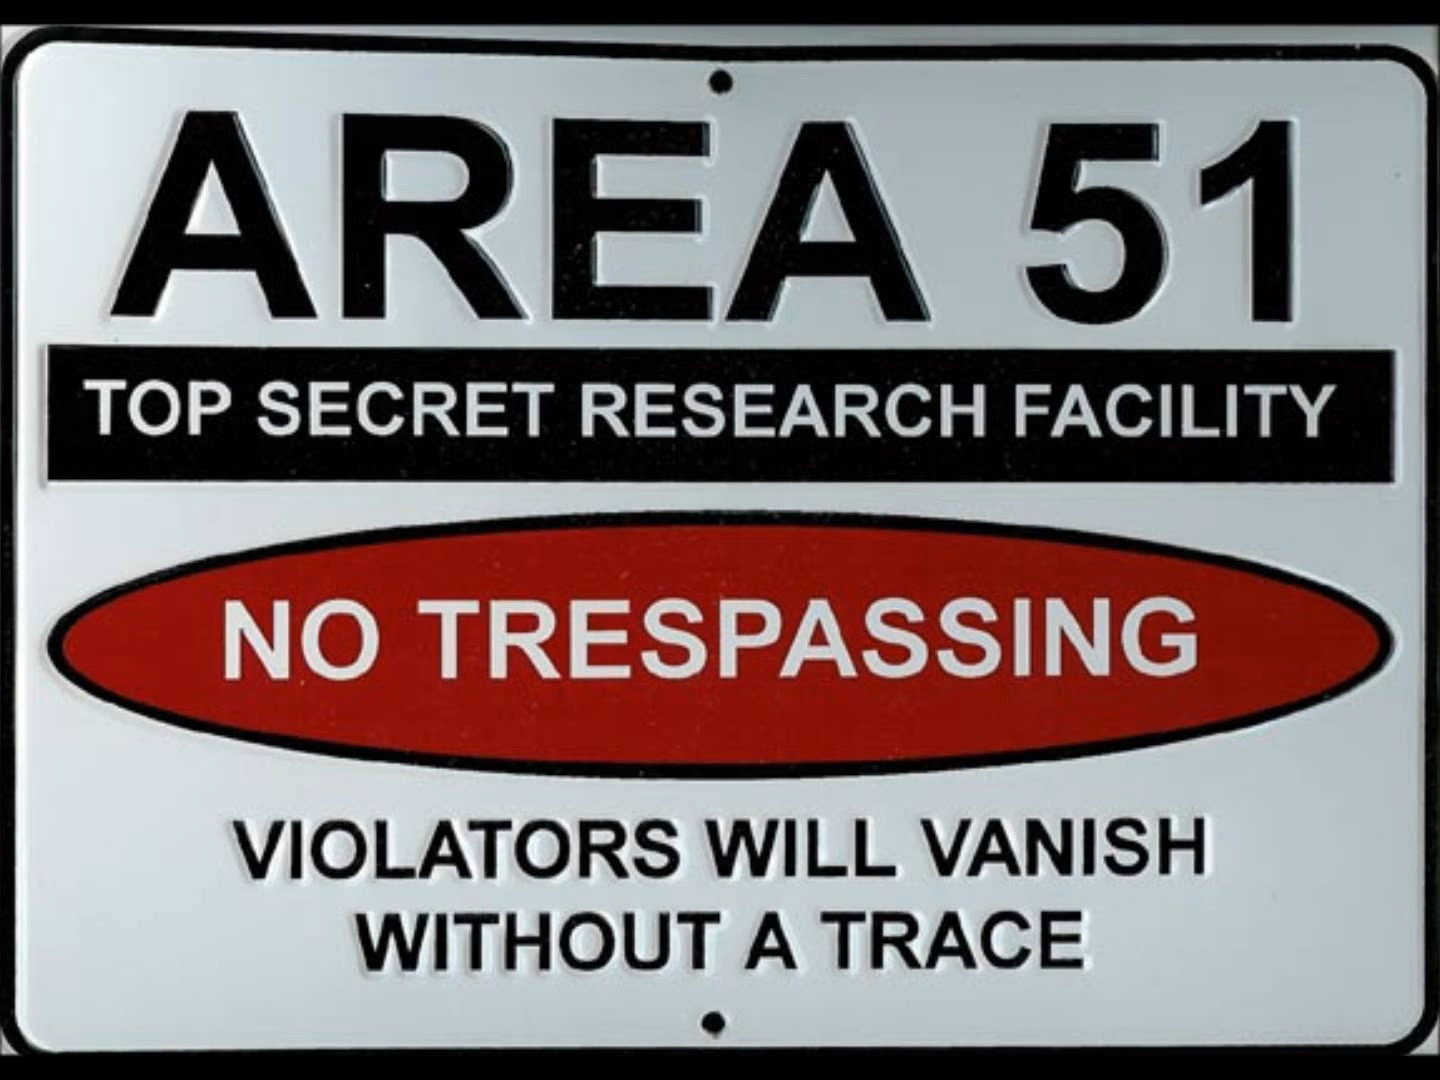 AREA 51
TOP SECRET RESEARCH FACILITY
NO TRESPASSING
VIOLATORS WILL VANISH
WITHOUT A TRACE